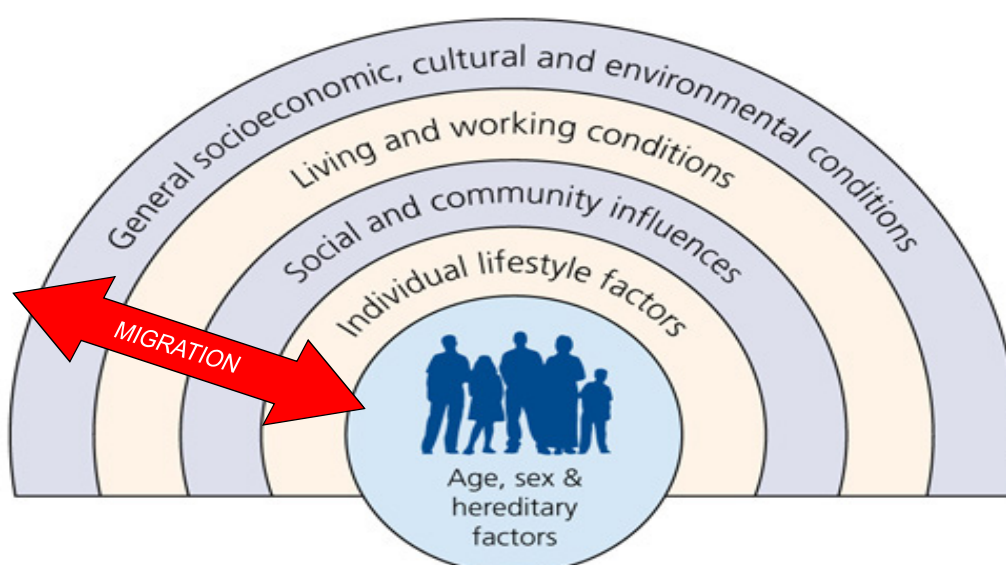 General socioeconomic, cultural and environmental conditions
Living and working conditions
Social and community influences
Individual lifestyle factors
MIGRATION
Age, sex &
hereditary
factors